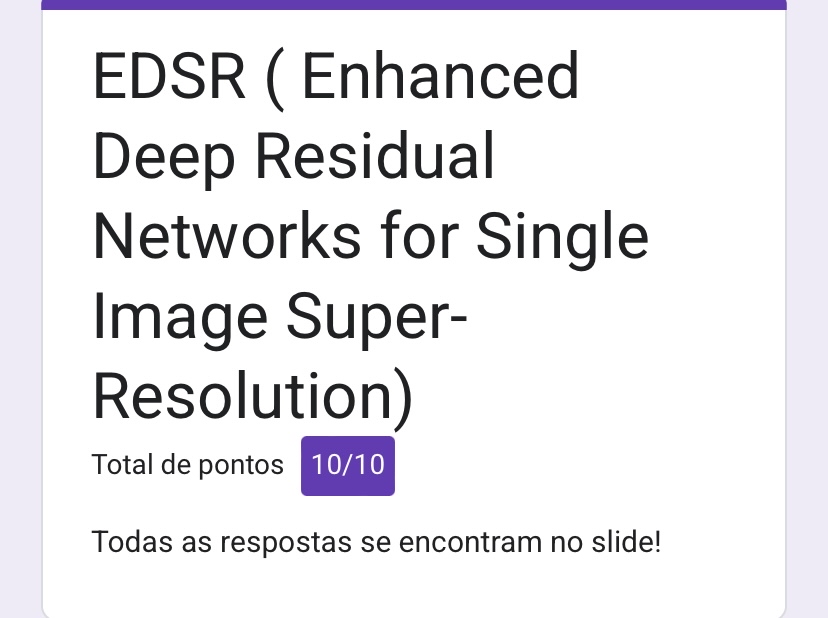 EDSR ( Enhanced
Deep Residual
Networks for Single
Image Super-
Resolution)
Total de pontos 10/10
Todas as respostas se encontram no slide!